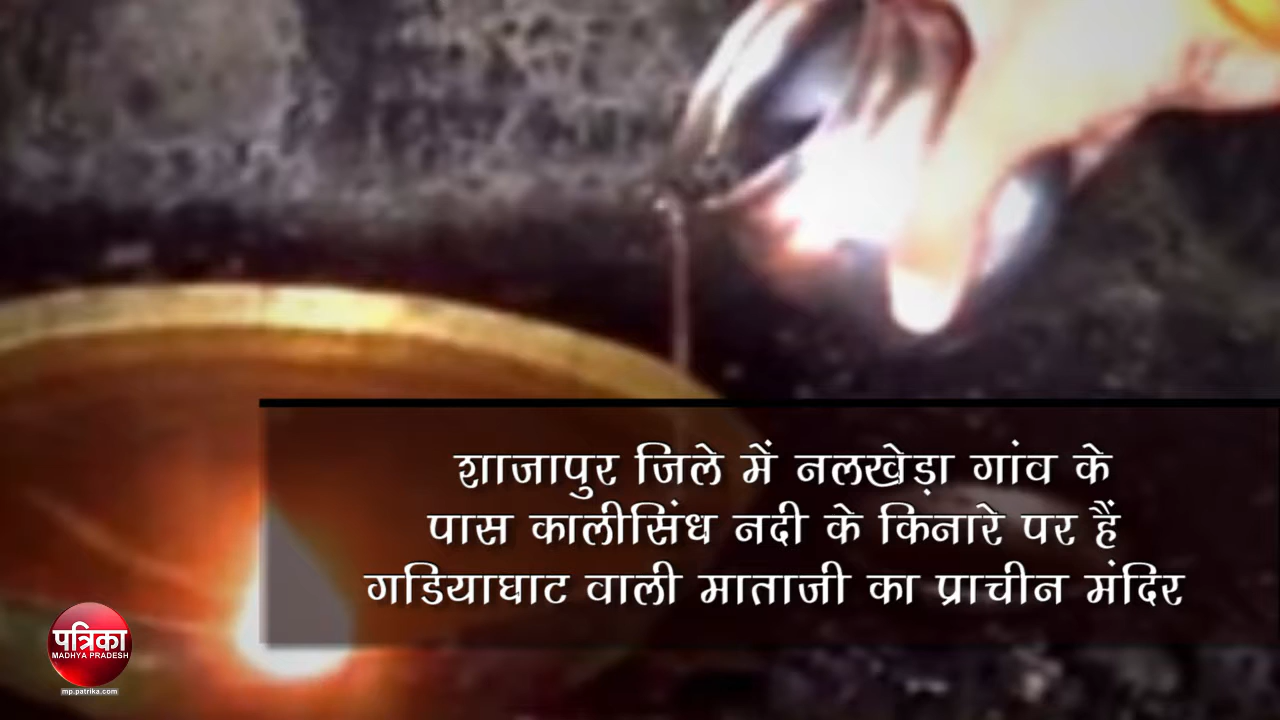 शाजापुर जिले में नलखेड़ा गांव के
पास कालीसिंध नदी के किनारे पर हैं
गडियाघाट वाली माताजी का प्राचीन मंदिर
पत्रिका
MADHYA PRADESH
mp.patrika.com